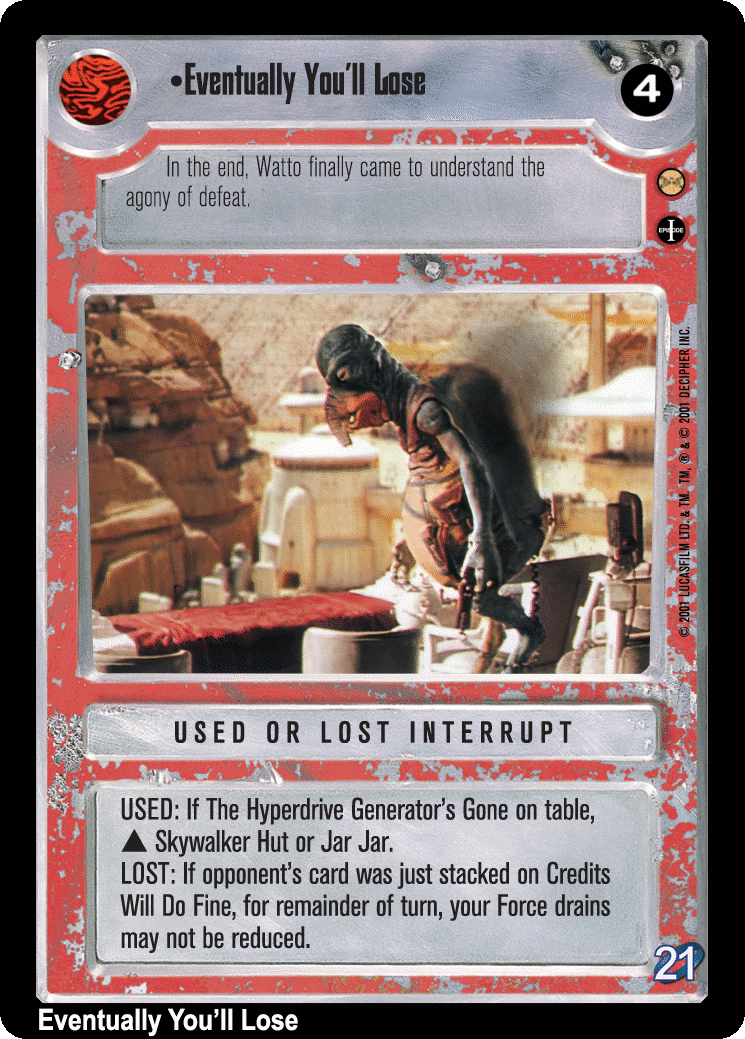 •Eventually You'll Lose
4
In the end, Watto finally came to understand the
agony of defeat.
EPISODE
I
© 2001 LUCASFILM LTD. & TM. TM, ® & © 2001 DECIPHER INC.
USED OR LOST INTERRUPT
USED: If The Hyperdrive Generator's Gone on table,
▲ Skywalker Hut or Jar Jar.
LOST: If opponent's card was just stacked on Credits
Will Do Fine, for remainder of turn, your Force drains
may not be reduced.
21
Eventually You'll Lose